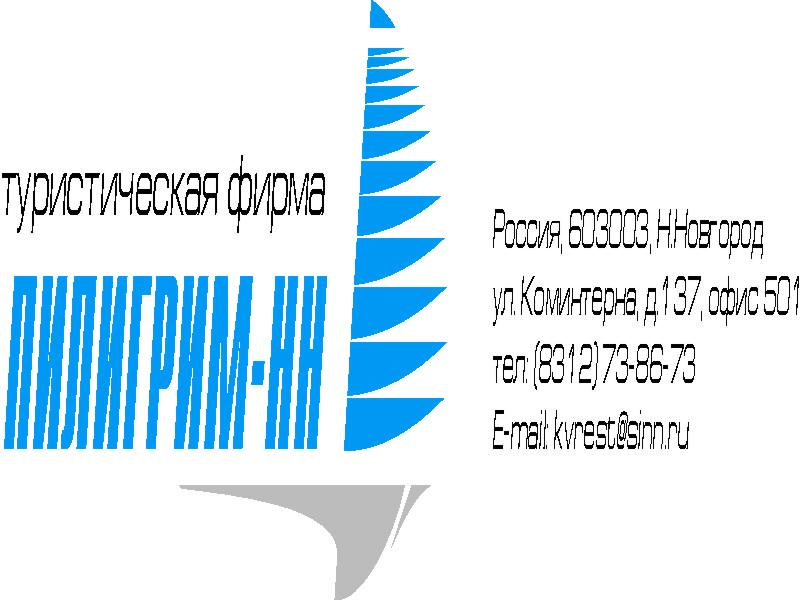 туристическая фирма
ПИЛИГРИМ-НН
Россия, 603003, Н.Новгород
ул. Коминтерна, д.137, офис 501
тел: (8312) 73-86-73
E-mail: kvrest@sinn.ru